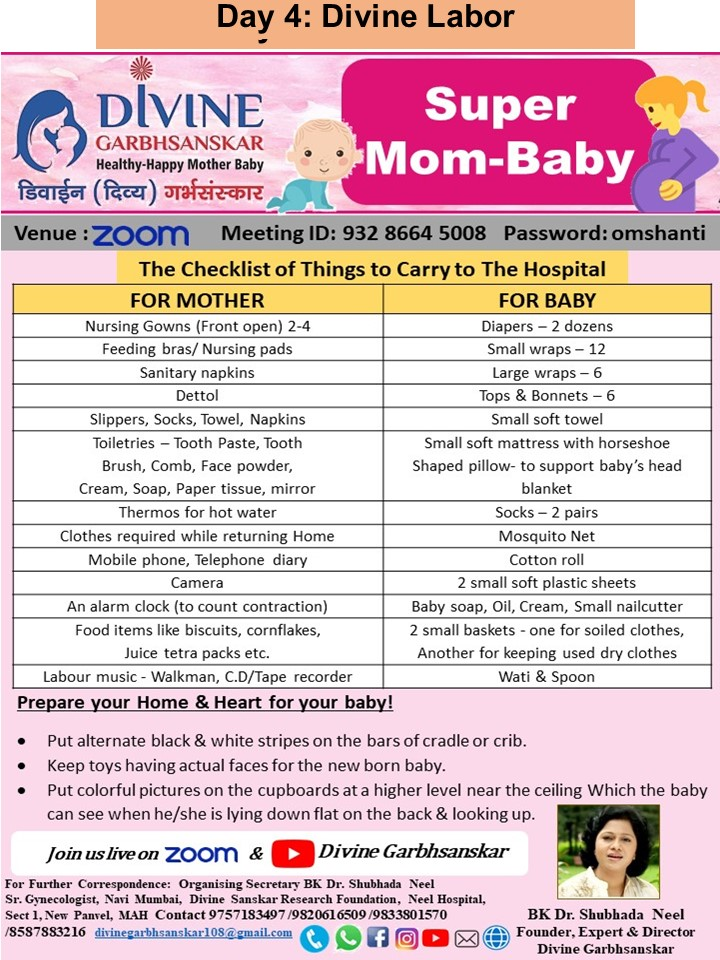 Day 4: Divine Labor
DIVINE
GARBHSANSKAR
Healthy-Happy Mother Baby
डिवाईन (दिव्य) गर्भसंस्कार
Super
Mom-Baby
Venue : zoom Meeting ID: 932 8664 5008 Password: omshanti
The Checklist of Things to Carry to The Hospital
FOR MOTHER FOR BABY
Nursing Gowns (Front open) 2-4 Diapers – 2 dozens
Feeding bras/ Nursing pads Small wraps – 12
Sanitary napkins Large wraps – 6
Dettol Tops & Bonnets – 6
Slippers, Socks, Towel, Napkins Small soft towel
Toiletries – Tooth Paste, Tooth Small soft mattress with horseshoe
Brush, Comb, Face powder, Shaped pillow- to support baby’s head
Cream, Soap, Paper tissue, mirror blanket
Thermos for hot water Socks – 2 pairs
Clothes required while returning Home Mosquito Net
Mobile phone, Telephone diary Cotton roll
Camera 2 small soft plastic sheets
An alarm clock (to count contraction) Baby soap, Oil, Cream, Small nailcutter
Food items like biscuits, cornflakes, 2 small baskets - one for soiled clothes,
Juice tetra packs etc. Another for keeping used dry clothes
Labour music - Walkman, C.D/Tape recorder Wati & Spoon
Prepare your Home & Heart for your baby!
• Put alternate black & white stripes on the bars of cradle or crib.
• Keep toys having actual faces for the new born baby.
• Put colorful pictures on the cupboards at a higher level near the ceiling Which the baby
can see when he/she is lying down flat on the back & looking up.
Join us live on zoom & Divine Garbhsanskar
For Further Correspondence: Organising Secretary BK Dr. Shubhada Neel
Sr. Gynecologist, Navi Mumbai, Divine Sanskar Research Foundation, Neel Hospital,
Sect 1, New Panvel, MAH Contact 9757183497 /9820616509 /9833801570
/8587883216 divinegarbhsanskar108@gmail.com
BK Dr. Shubhada Neel
Founder, Expert & Director
Divine Garbhsanskar